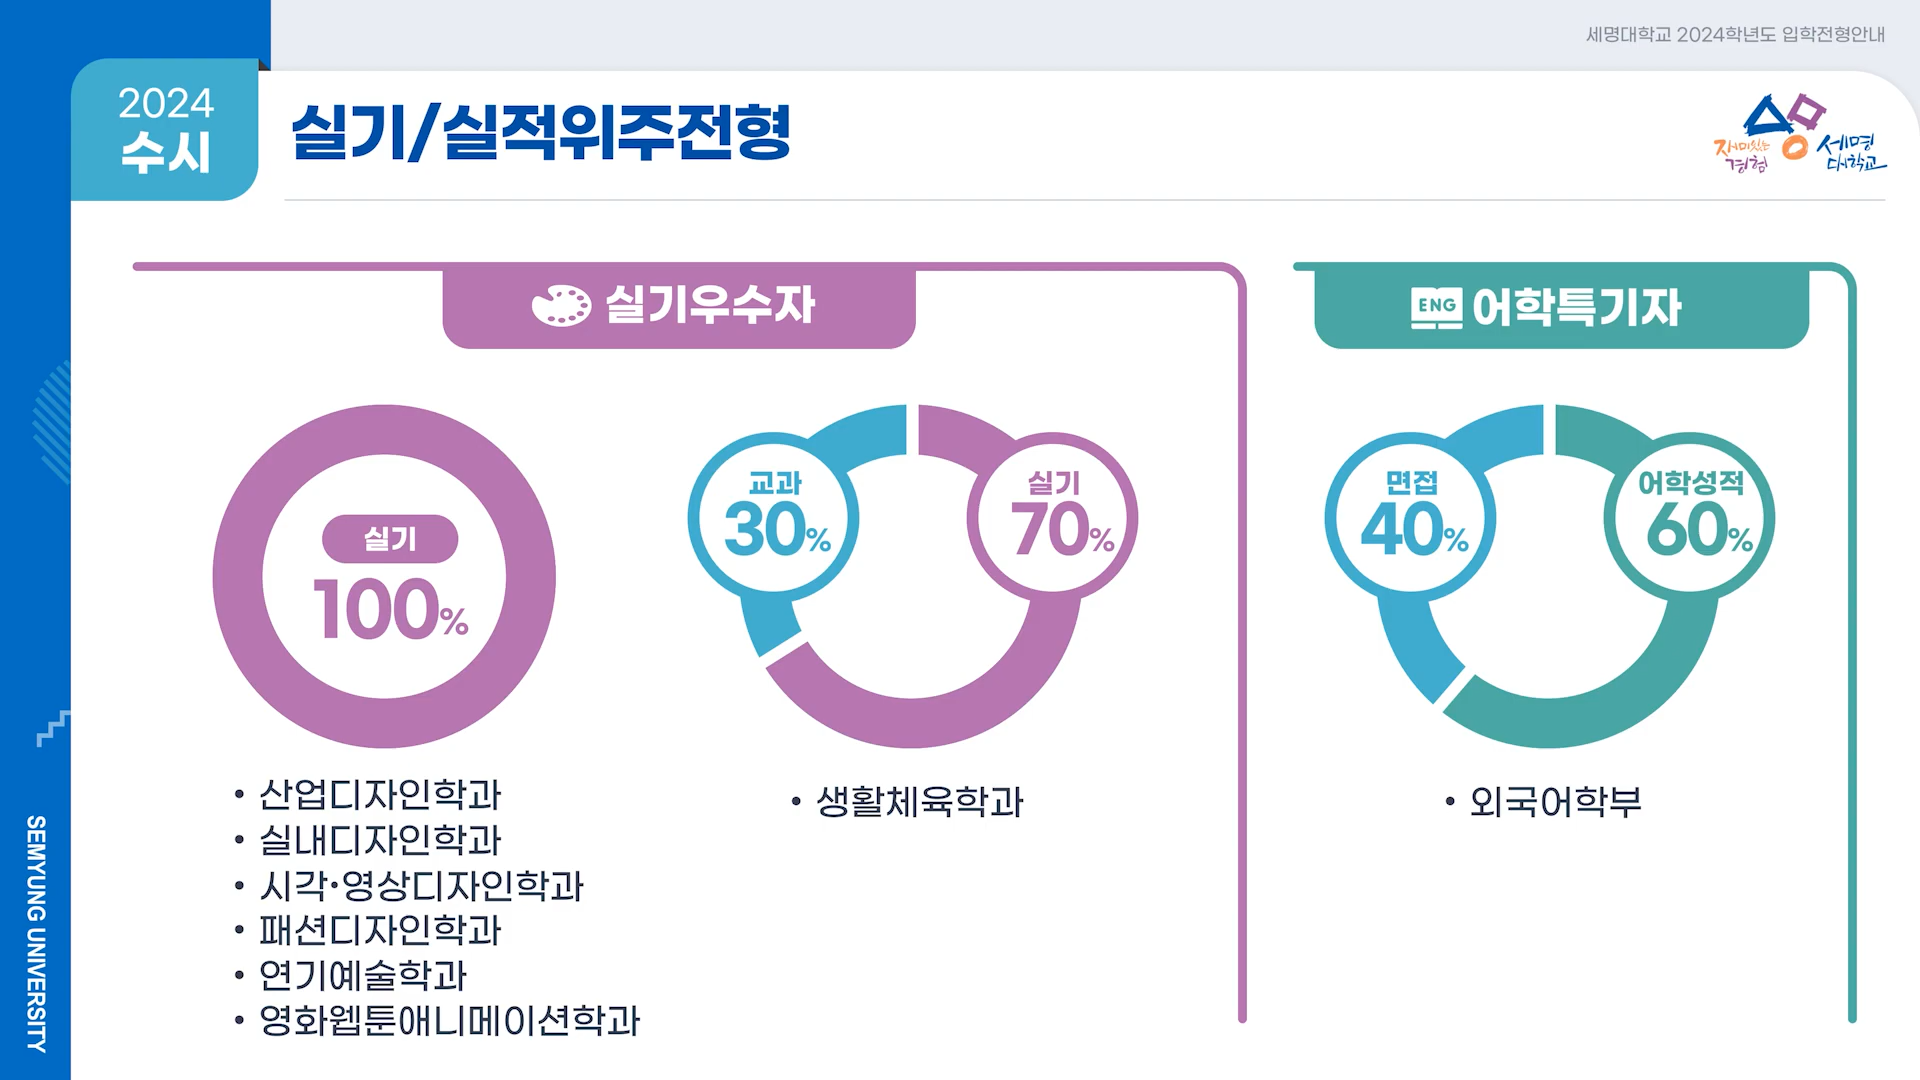 세명대학교 2024학년도 입학전형안내
2024
수시
실기/실적위주전형
재미있는
경험
세명
대학교
실기우수자
실기
100%
• 산업디자인학과
• 실내디자인학과
• 시각·영상디자인학과
• 패션디자인학과
• 연기예술학과
• 영화웹툰애니메이션학과
교과
30%
실기
70%
• 생활체육학과
ENG 어학특기자
면접
40%
어학성적
60%
• 외국어학부
SEMYUNG UNIVERSITY